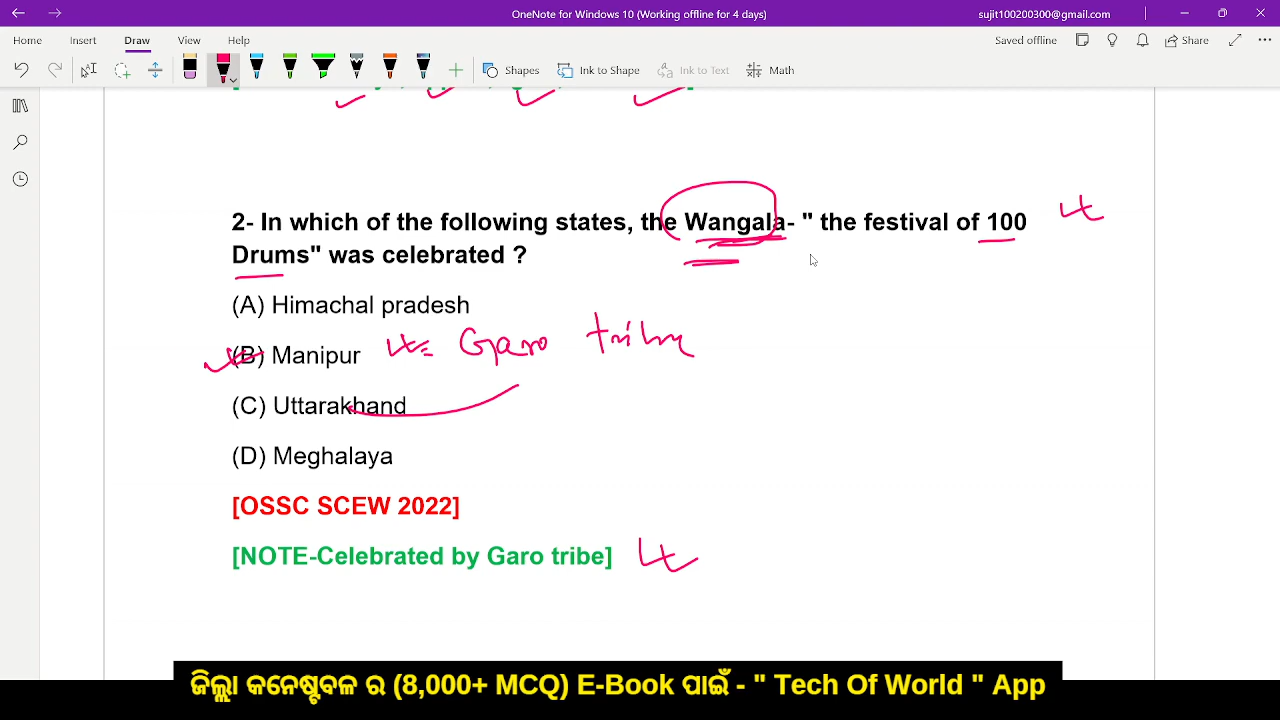 OneNote for Windows 10 (Working offline for 4 days)
sujit100200300@gmail.com
Home Insert Draw View Help
Saved offline
Share
Shapes
Ink to Shape
Ink to Text
Math
2- In which of the following states, the Wangala- " the festival of 100
Drums" was celebrated ?
(A) Himachal pradesh
(B) Manipur
Garo tribe
(C) Uttarakhand
(D) Meghalaya
[OSSC SCEW 2022]
[NOTE-Celebrated by Garo tribe]
ଜିଲ୍ଲା କନେଷ୍ଟବଳ ର (8,000+ MCQ) E-Book ପାଇଁ - " Tech Of World " App